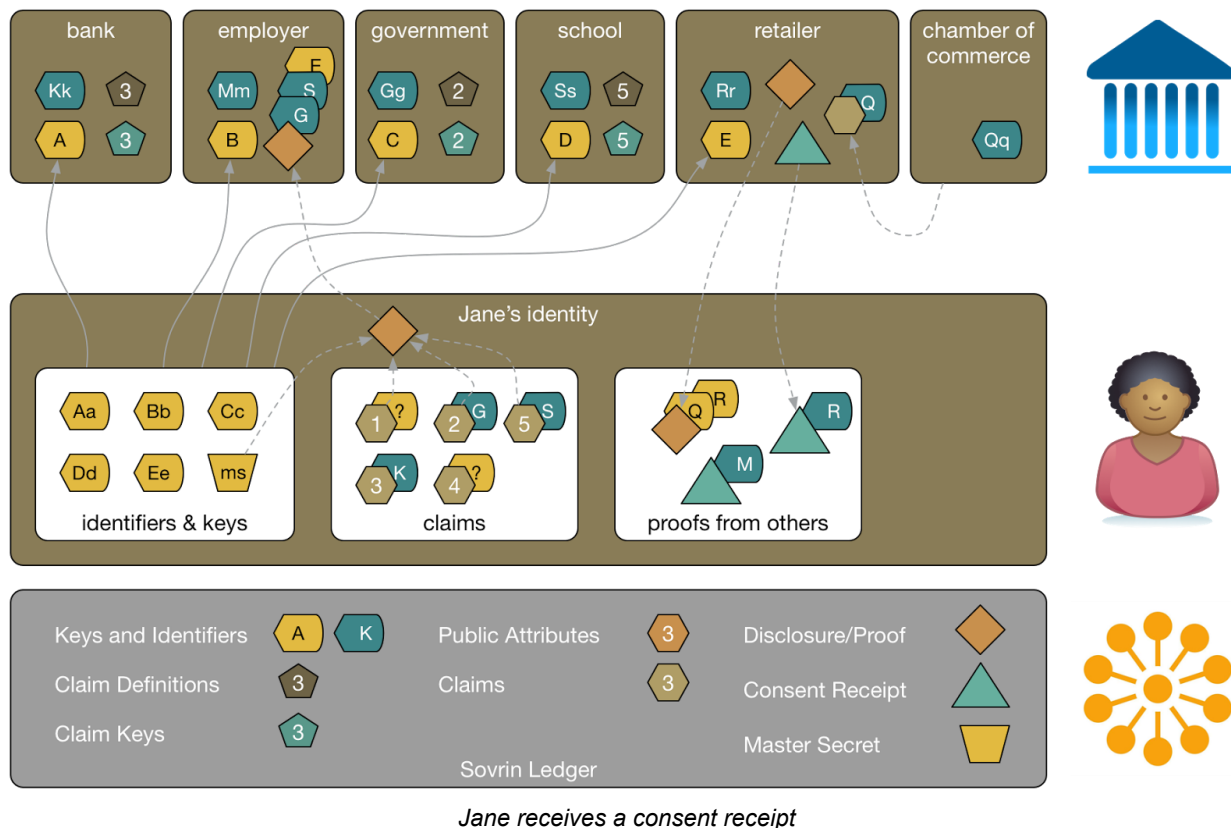 bank
employer
government
school
retailer
chamber of
commerce
Kk
3
Mm
S
G
Gg
2
Ss
5
Rr
Q
A
3
B
C
2
D
5
E
Qq
Jane's identity
Aa
Bb
Cc
1
?
2
G
5
S
Q
R
R
Dd
Ee
ms
3
K
4
?
M
identifiers & keys
claims
proofs from others
Keys and Identifiers
A
K
Public Attributes
3
Disclosure/Proof
Claim Definitions
3
Claims
3
Consent Receipt
Claim Keys
3
Master Secret
Sovrin Ledger
Jane receives a consent receipt